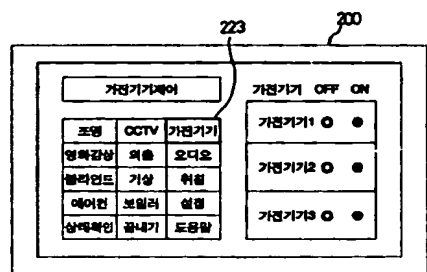 223
200
가전기기제어
가전기기 OFF ON
조명 CCTV 가전기기
영화감상 외출 오디오
블라인드 기상 취침
에어컨 보일러 설정
상태확인 끝내기 도움말
가전기기1
가전기기2
가전기기3